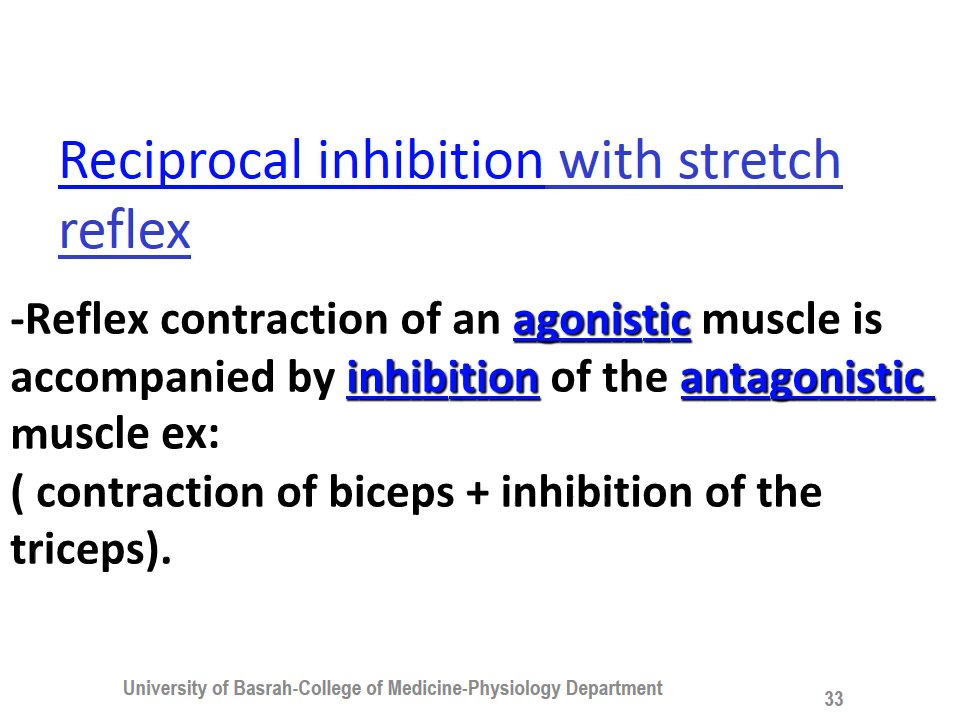 Reciprocal inhibition with stretch
reflex
-Reflex contraction of an agonistic muscle is
accompanied by inhibition of the antagonistic
muscle ex:
( contraction of biceps + inhibition of the
triceps).
University of Basrah-College of Medicine-Physiology Department
33